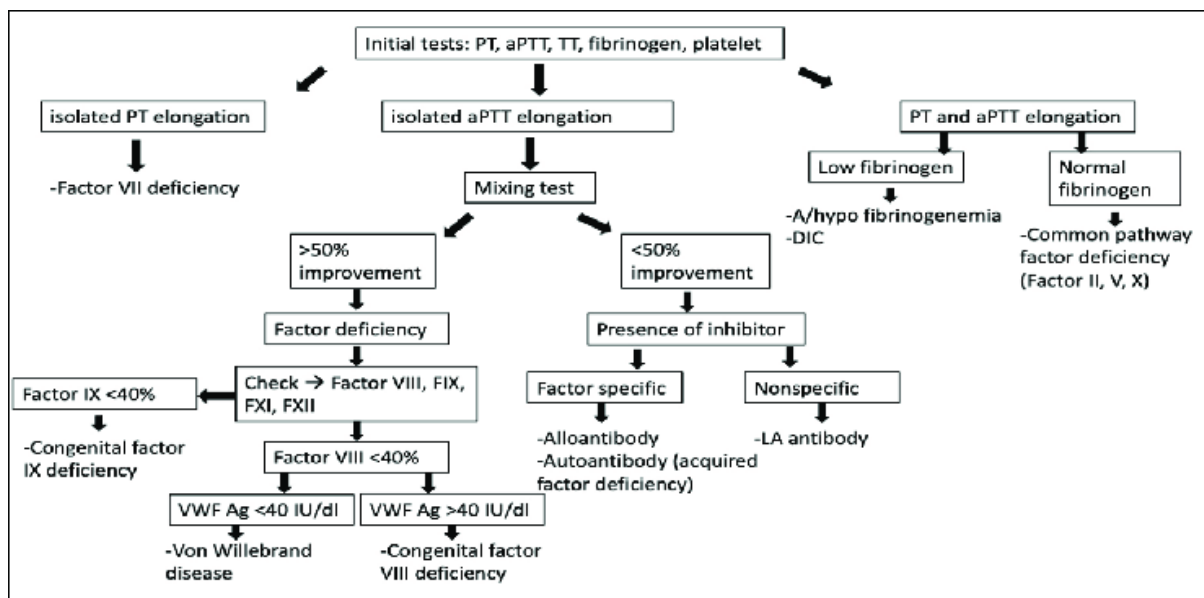 Initial tests: PT, aPTT, TT, fibrinogen, platelet
isolated PT elongation
isolated aPTT elongation
PT and aPTT elongation
-Factor VII deficiency
Mixing test
Low fibrinogen
Normal
fibrinogen
-A/hypo fibrinogenemia
-DIC
-Common pathway
factor deficiency
(Factor II, V, X)
>50%
improvement
<50%
improvement
Factor deficiency
Presence of inhibitor
Factor IX <40%
Check → Factor VIII, FIX,
FXI, FXII
Factor specific
Nonspecific
-Congenital factor
IX deficiency
-Alloantibody
-Autoantibody (acquired
factor deficiency)
-LA antibody
Factor VIII <40%
VWF Ag <40 IU/dl
VWF Ag >40 IU/dl
-Von Willebrand
disease
-Congenital factor
VIII deficiency